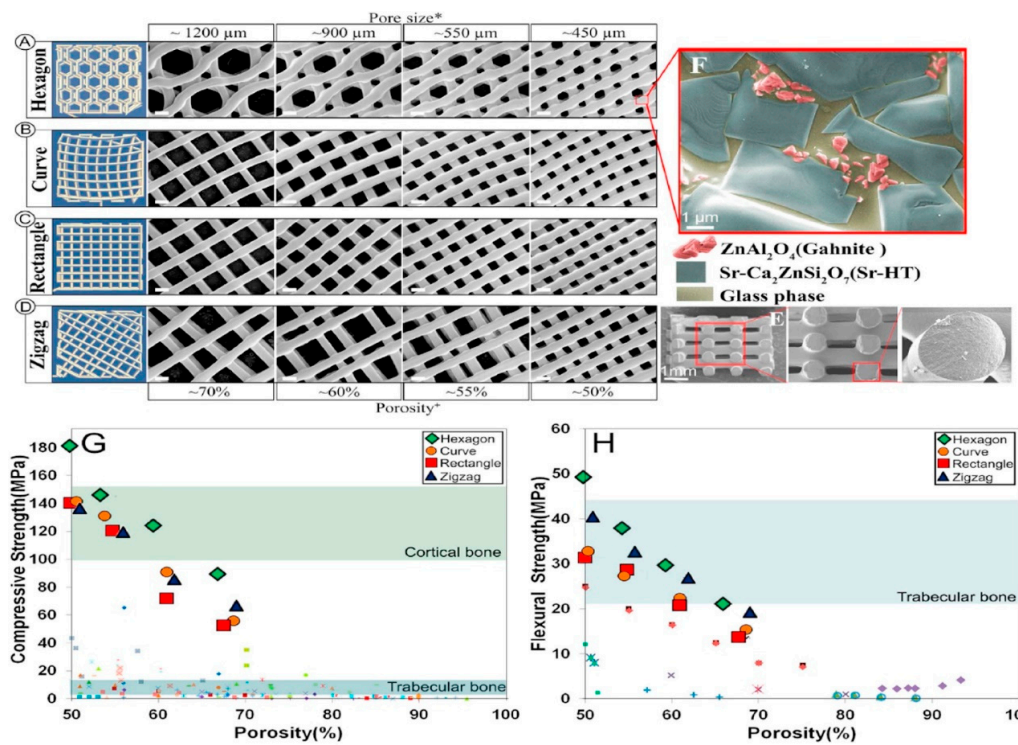 Pore size*
~ 1200 μm ~900 μm ~550 μm ~450 μm
A
Hexagon
B
Curve
C
Rectangle
D
Zigzag
~70% ~60% ~55% ~50%
Porosity⁺
F
1 μm
ZnAl₂O₄(Gahnite )
Sr-Ca₂ZnSi₂O₇(Sr-HT)
Glass phase
E
1mm
G
Compressive Strength(MPa)
180
160
140
120
100
80
60
40
20
0
Hexagon
Curve
Rectangle
Zigzag
Cortical bone
Trabecular bone
50 60 70 80 90 100
Porosity(%)
H
Flexural Strength(MPa)
60
50
40
30
20
10
0
Hexagon
Curve
Rectangle
Zigzag
Trabecular bone
50 60 70 80 90 100
Porosity(%)